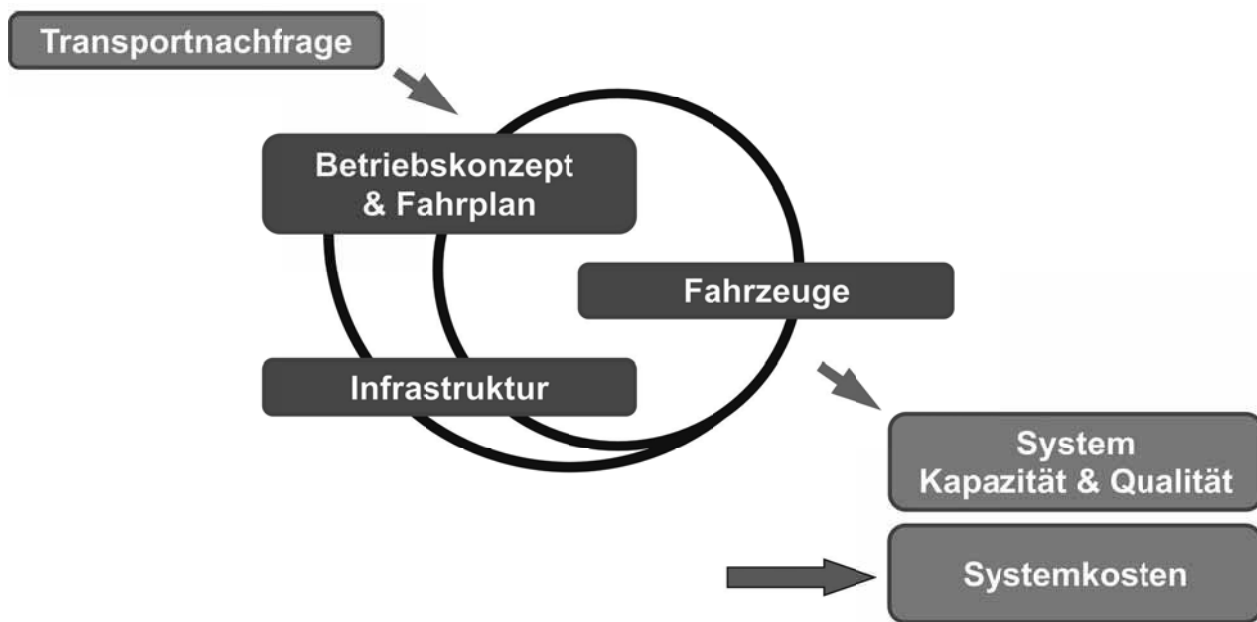 Transportnachfrage
Betriebskonzept
& Fahrplan
Fahrzeuge
Infrastruktur
System
Kapazität & Qualität
Systemkosten